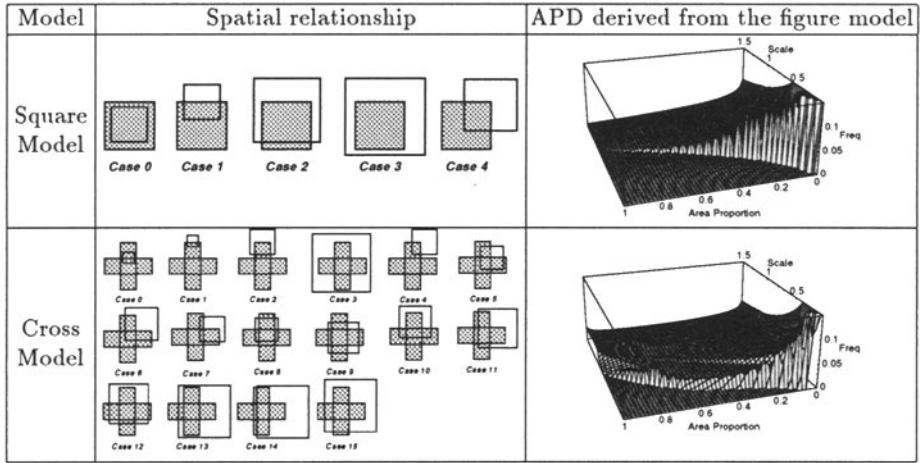 Model Spatial relationship APD derived from the figure model
Square
Model
Case 0 Case 1 Case 2 Case 3 Case 4
1.5
Scale
1
0.5
0.1
Freq
0.05
0
0
0.2
0.4
0.6
0.8
1
Area Proportion
Cross
Model
Case 0 Case 1 Case 2 Case 3 Case 4 Case 5
Case 6 Case 7 Case 8 Case 9 Case 10 Case 11
Case 12 Case 13 Case 14 Case 15
1.5
Scale
1
0.5
0.1
Freq
0.05
0
0
0.2
0.4
0.6
0.8
1
Area Proportion